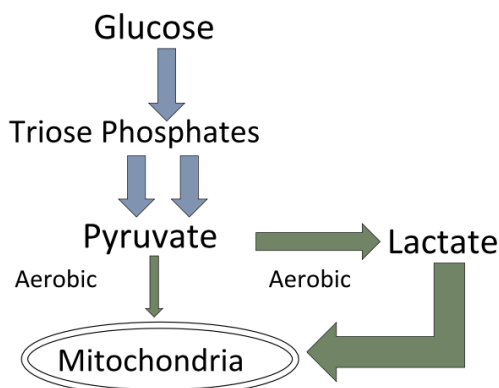 Glucose
Triose Phosphates
Pyruvate
Lactate
Aerobic
Aerobic
Mitochondria